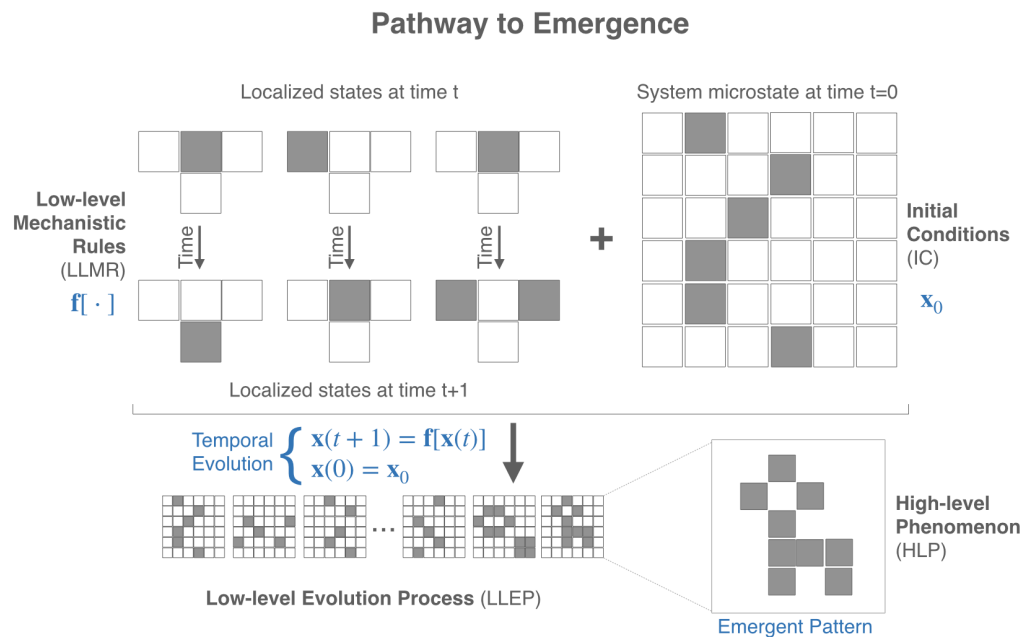 Pathway to Emergence
Localized states at time t
System microstate at time t=0
Low-level
Mechanistic
Rules
(LLMR)
f[ · ]
Time
Time
Time
+
Initial
Conditions
(IC)
x₀
Localized states at time t+1
Temporal
Evolution
{
x(t + 1) = f[x(t)]
x(0) = x₀
...
High-level
Phenomenon
(HLP)
Low-level Evolution Process (LLEP)
Emergent Pattern